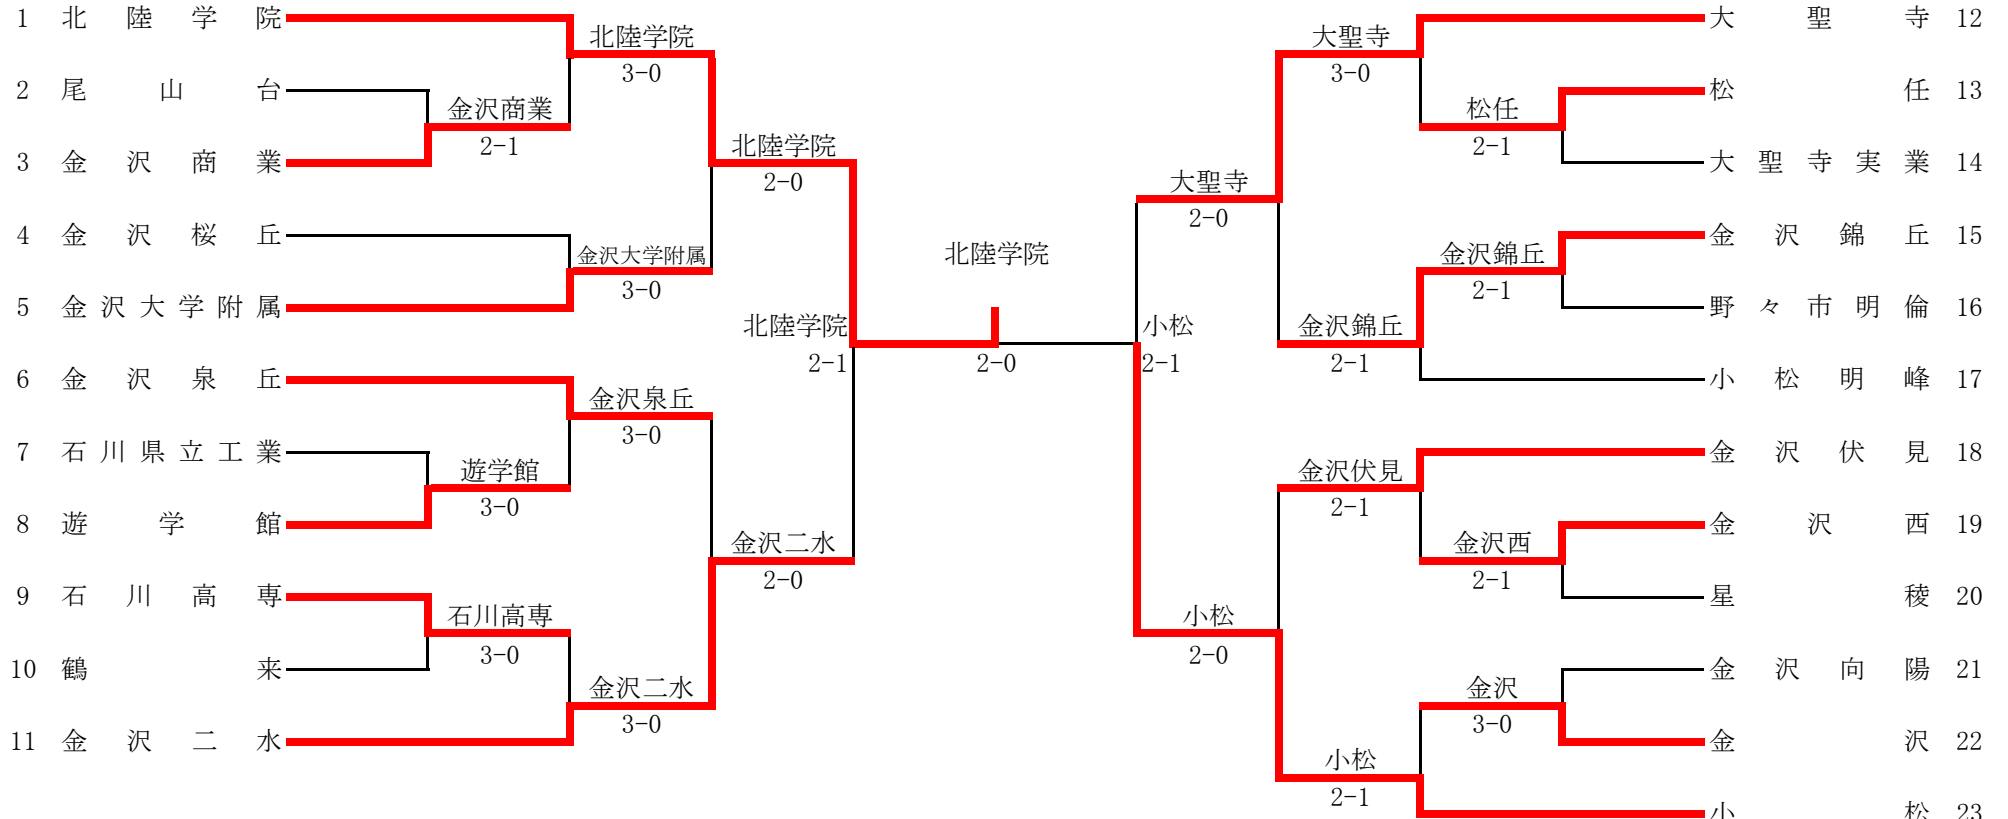 1 北陸学院
2 尾山台
3 金沢商業
4 金沢桜丘
5 金沢大学附属
6 金沢泉丘
7 石川県立工業
8 遊学館
9 石川高専
10 鶴来
11 金沢二水
金沢商業
2-1
遊学館
3-0
石川高専
3-0
北陸学院
3-0
金沢大学附属
3-0
金沢泉丘
3-0
金沢二水
3-0
北陸学院
2-0
金沢二水
2-0
北陸学院
2-1
北陸学院
2-0
小松
2-1
大聖寺
2-0
小松
2-0
大聖寺
3-0
金沢錦丘
2-1
金沢伏見
2-1
小松
2-1
松任
2-1
金沢錦丘
2-1
金沢西
2-1
金沢
3-0
大聖寺 12
松任 13
大聖寺実業 14
金沢錦丘 15
野々市明倫 16
小松明峰 17
金沢伏見 18
金沢西 19
星稜 20
金沢向陽 21
金沢 22
小松 23